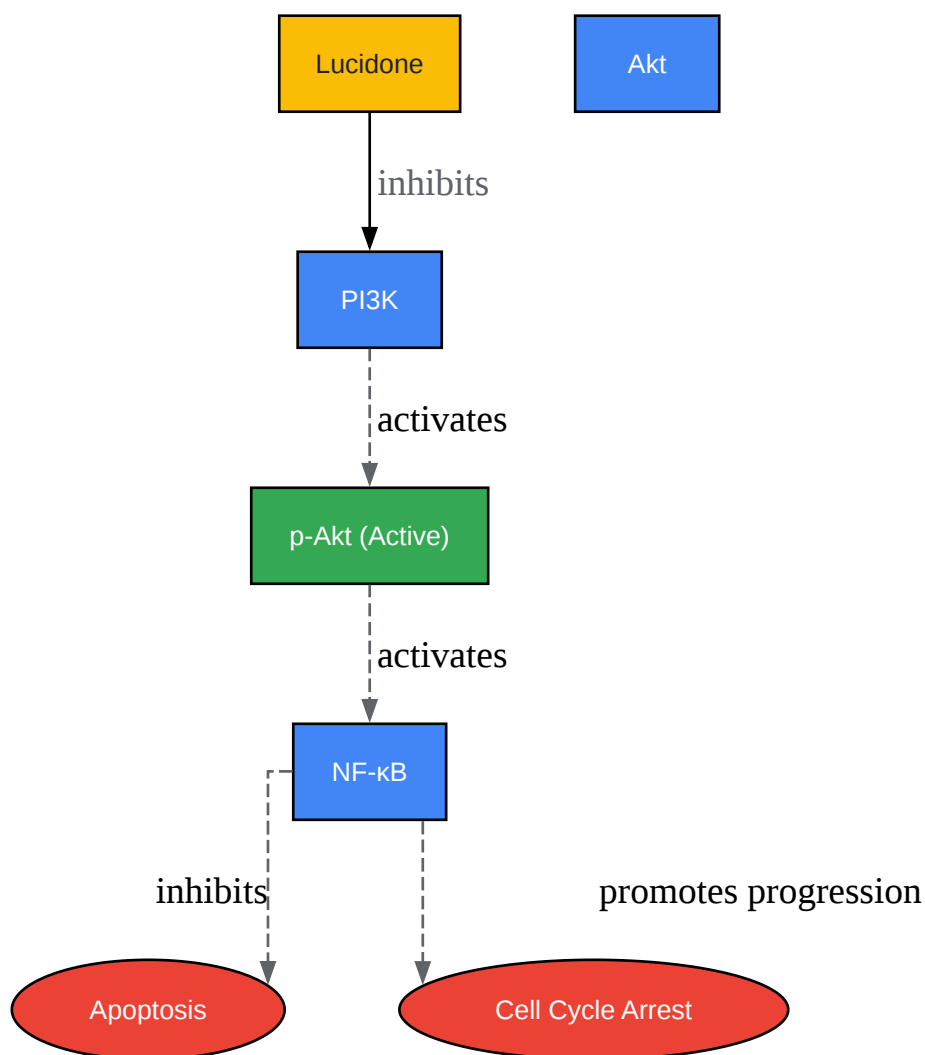 Lucidone
Akt
inhibits
PI3K
activates
p-Akt (Active)
activates
NF-κB
inhibits
promotes progression
Apoptosis
Cell Cycle Arrest